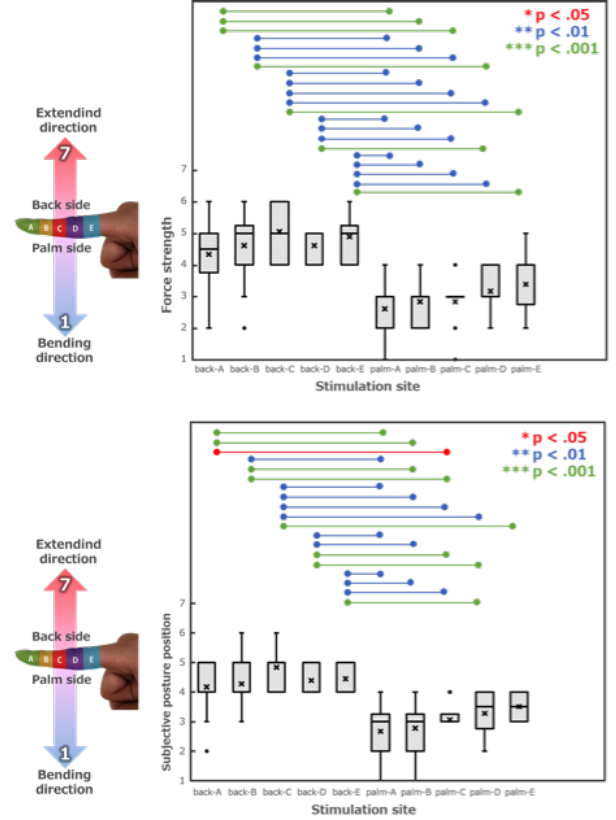 * p < .05
** p < .01
*** p < .001
Extendind
direction
7
Back side
A B C D E
Palm side
1
Bending
direction
Force strength
7
6
5
4
3
2
1
back-A back-B back-C back-D back-E palm-A palm-B palm-C palm-D palm-E
Stimulation site
* p < .05
** p < .01
*** p < .001
Extendind
direction
7
Back side
A B C D E
Palm side
1
Bending
direction
Subjective posture position
7
6
5
4
3
2
1
back-A back-B back-C back-D back-E palm-A palm-B palm-C palm-D palm-E
Stimulation site